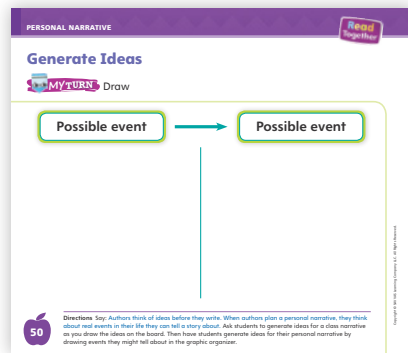 PERSONAL NARRATIVE
Read
Together
Generate Ideas
MY TURN Draw
Possible event
Possible event
50
Directions Say: Authors think of ideas before they write. When authors plan a personal narrative, they think
about real events in their life they can tell a story about. Ask students to generate ideas for a class narrative
as you draw the ideas on the board. Then have students generate ideas for their personal narrative by
drawing events they might tell about in the graphic organizer.